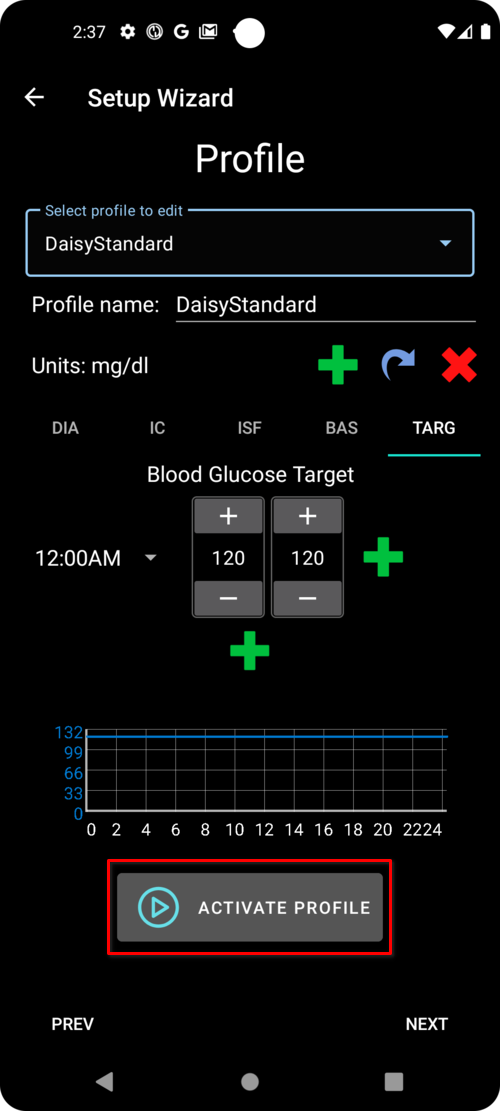 2:37
Setup Wizard
Profile
Select profile to edit
DaisyStandard
Profile name: DaisyStandard
Units: mg/dl
DIA IC ISF BAS TARG
Blood Glucose Target
+ +
12:00AM 120 120
− −
132
99
66
33
0
0 2 4 6 8 10 12 14 16 18 20 2224
ACTIVATE PROFILE
PREV NEXT